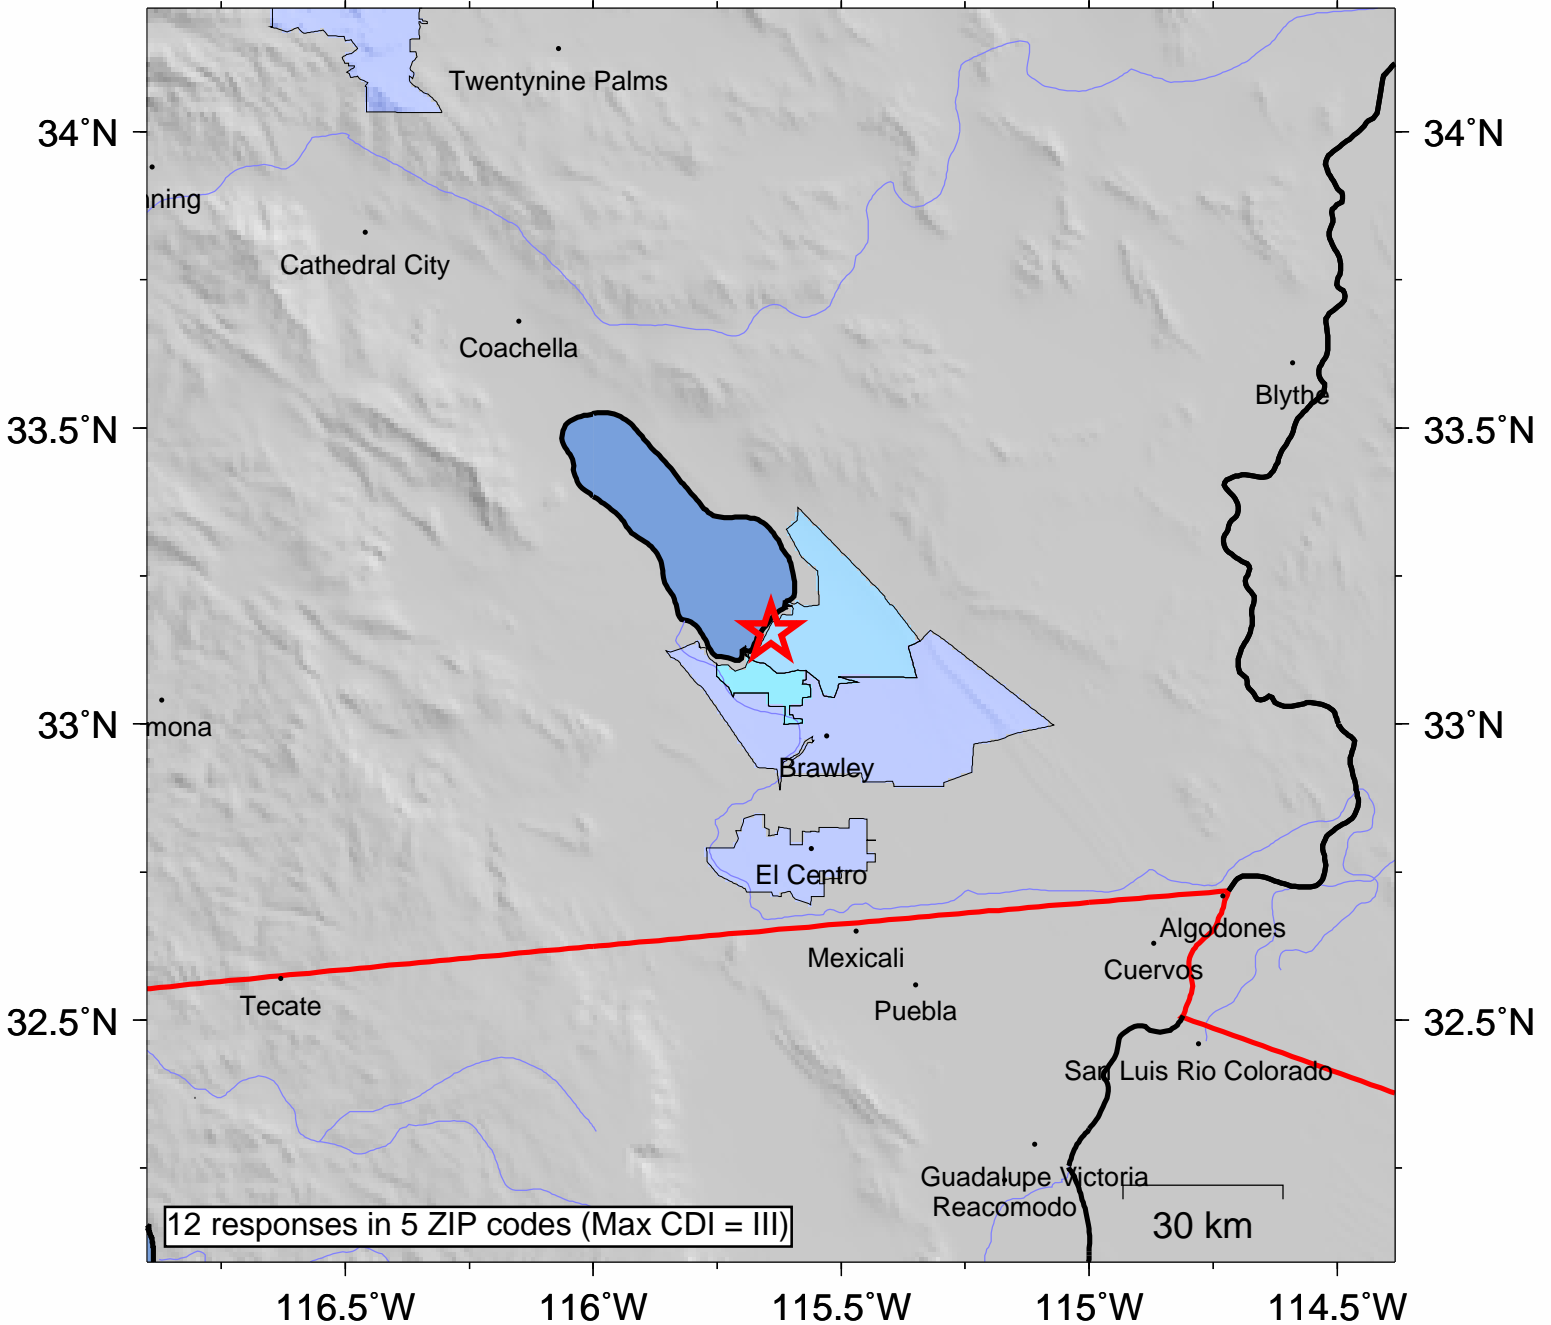 Twentynine Palms
34°N
34°N
nning
Cathedral City
Coachella
Blythe
33.5°N
33.5°N
33°N
33°N
mona
Brawley
El Centro
Algodones
Mexicali
Cuervos
Tecate
Puebla
32.5°N
32.5°N
San Luis Rio Colorado
Guadalupe Victoria
Reacomodo
12 responses in 5 ZIP codes (Max CDI = III)
30 km
116.5°W
116°W
115.5°W
115°W
114.5°W